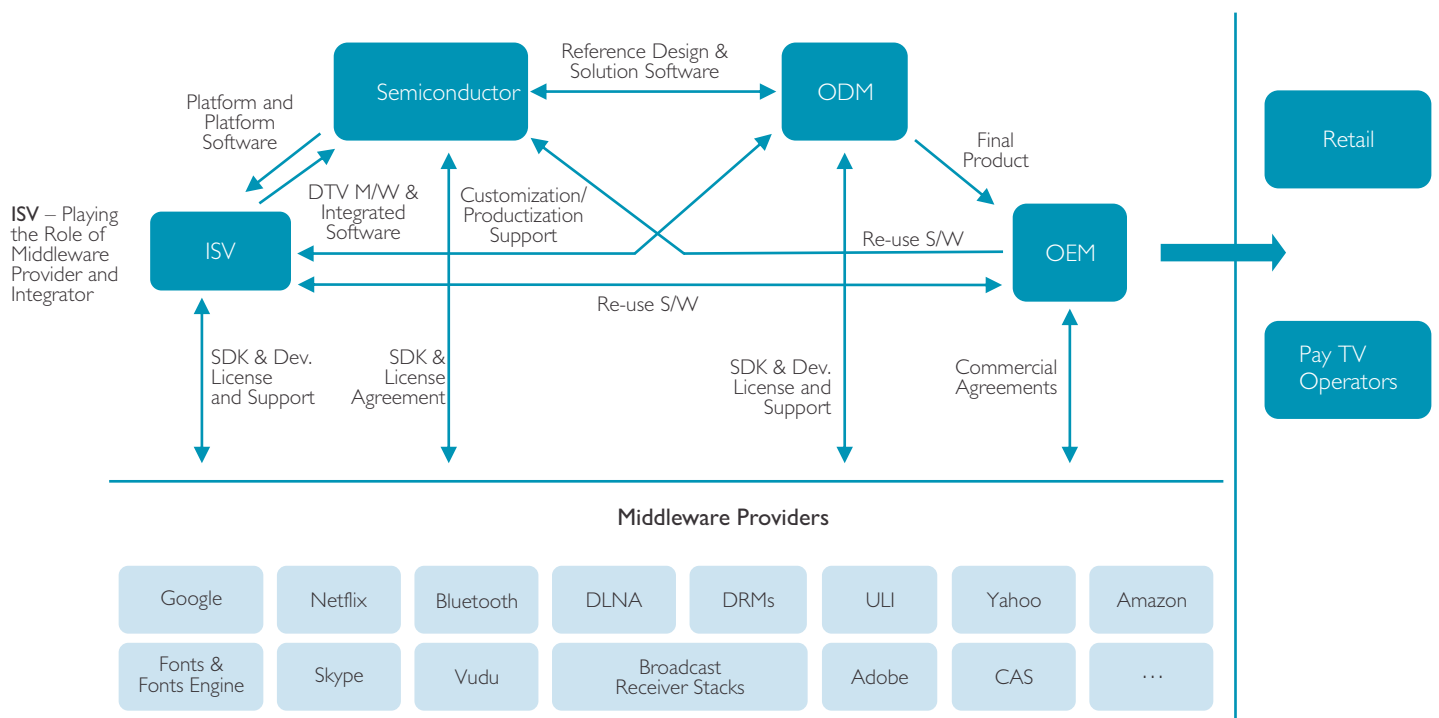 Reference Design &
Solution Software
Semiconductor
ODM
Retail
Platform and
Platform
Software
Final
Product
ISV – Playing
the Role of
Middleware
Provider and
Integrator
DTV M/W &
Integrated
Software
Customization/
Productization
Support
ISV
Re-use S/W
OEM
Re-use S/W
Pay TV
Operators
SDK & Dev.
License
and Support
SDK &
License
Agreement
SDK & Dev.
License and
Support
Commercial
Agreements
Middleware Providers
Google
Netflix
Bluetooth
DLNA
DRMs
ULI
Yahoo
Amazon
Fonts &
Fonts Engine
Skype
Vudu
Broadcast
Receiver Stacks
Adobe
CAS
...